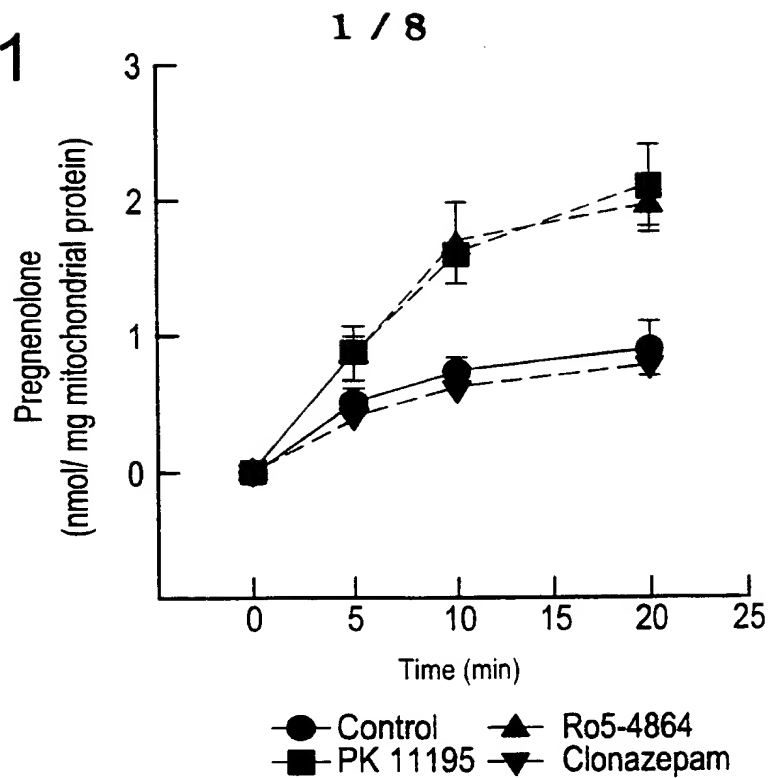 1
1 / 8
3
2
1
0
Pregnenolone
(nmol/ mg mitochondrial protein)
0 5 10 15 20 25
Time (min)
Control Ro5-4864
PK 11195 Clonazepam